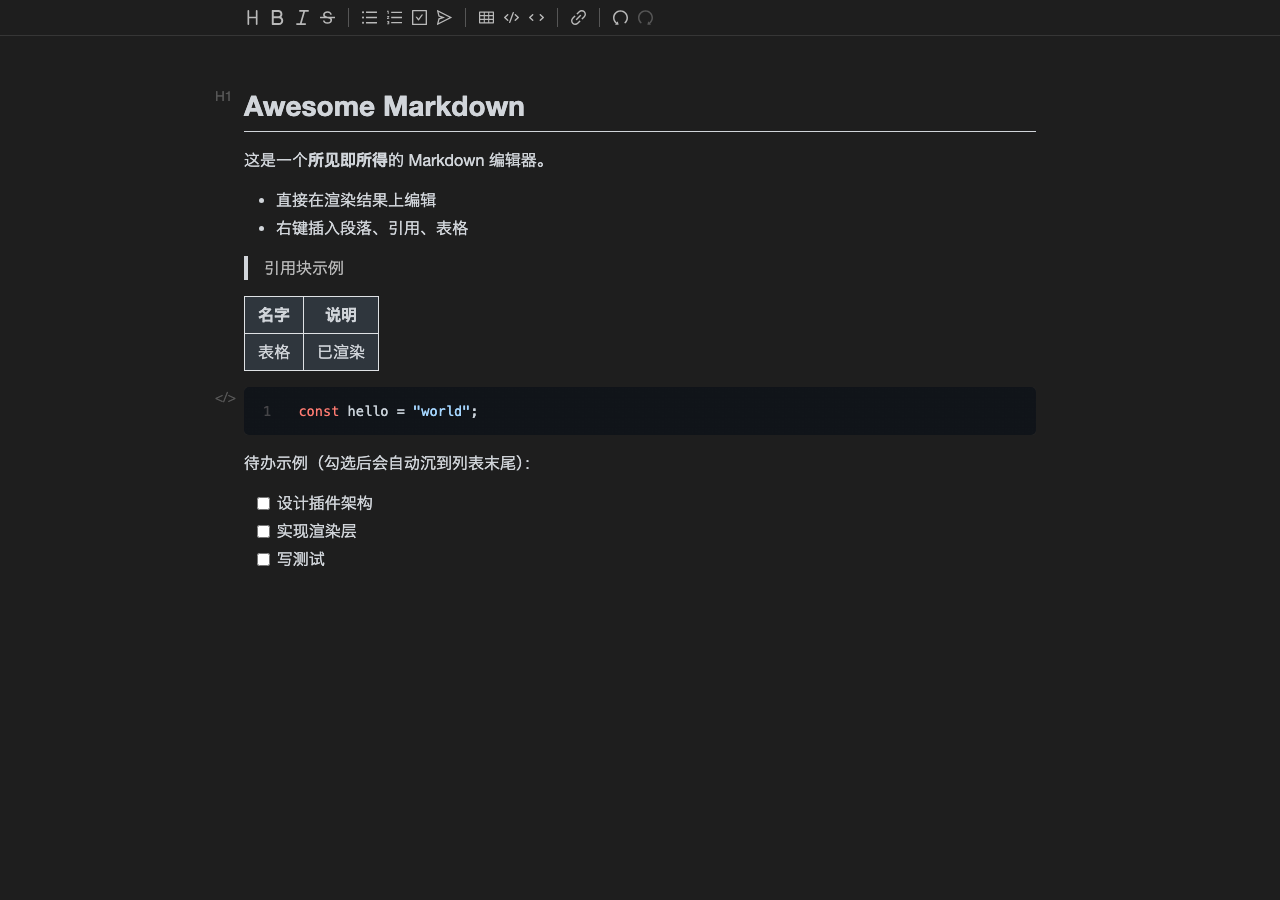 H1
Awesome Markdown
这是一个所见即所得的 Markdown 编辑器。
直接在渲染结果上编辑
右键插入段落、引用、表格
引用块示例
名字 说明
表格 已渲染
</>
1 const hello = "world";
待办示例（勾选后会自动沉到列表末尾）：
设计插件架构
实现渲染层
写测试